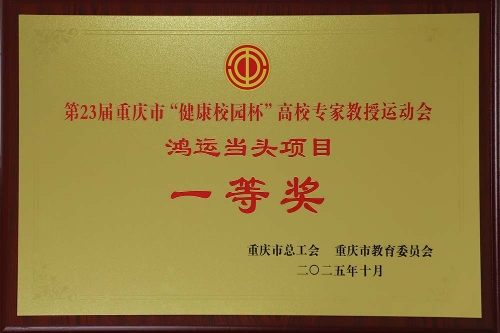 第23届重庆市“健康校园杯”高校专家教授运动会
鸿运当头项目
一等奖
重庆市总工会 重庆市教育委员会
二〇二五年十月